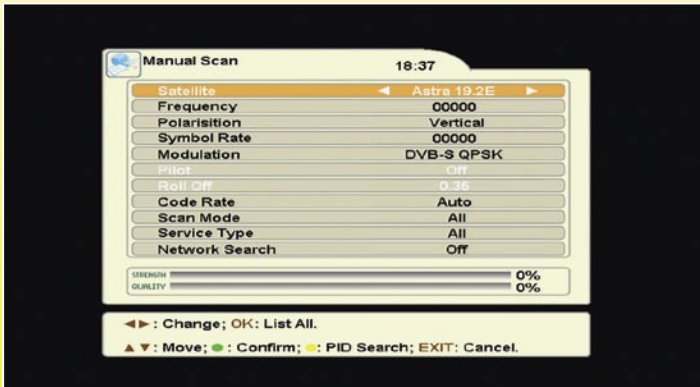 Manual Scan 18:37
Satellite ◀ Astra 19.2E ▶
Frequency 00000
Polarisition Vertical
Symbol Rate 00000
Modulation DVB-S QPSK
Pilot Off
Roll Off 0.35
Code Rate Auto
Scan Mode All
Service Type All
Network Search Off
STRENGTH 0%
QUALITY 0%
◀▶: Change; OK: List All.
▲▼: Move; ●: Confirm; ●: PID Search; EXIT: Cancel.